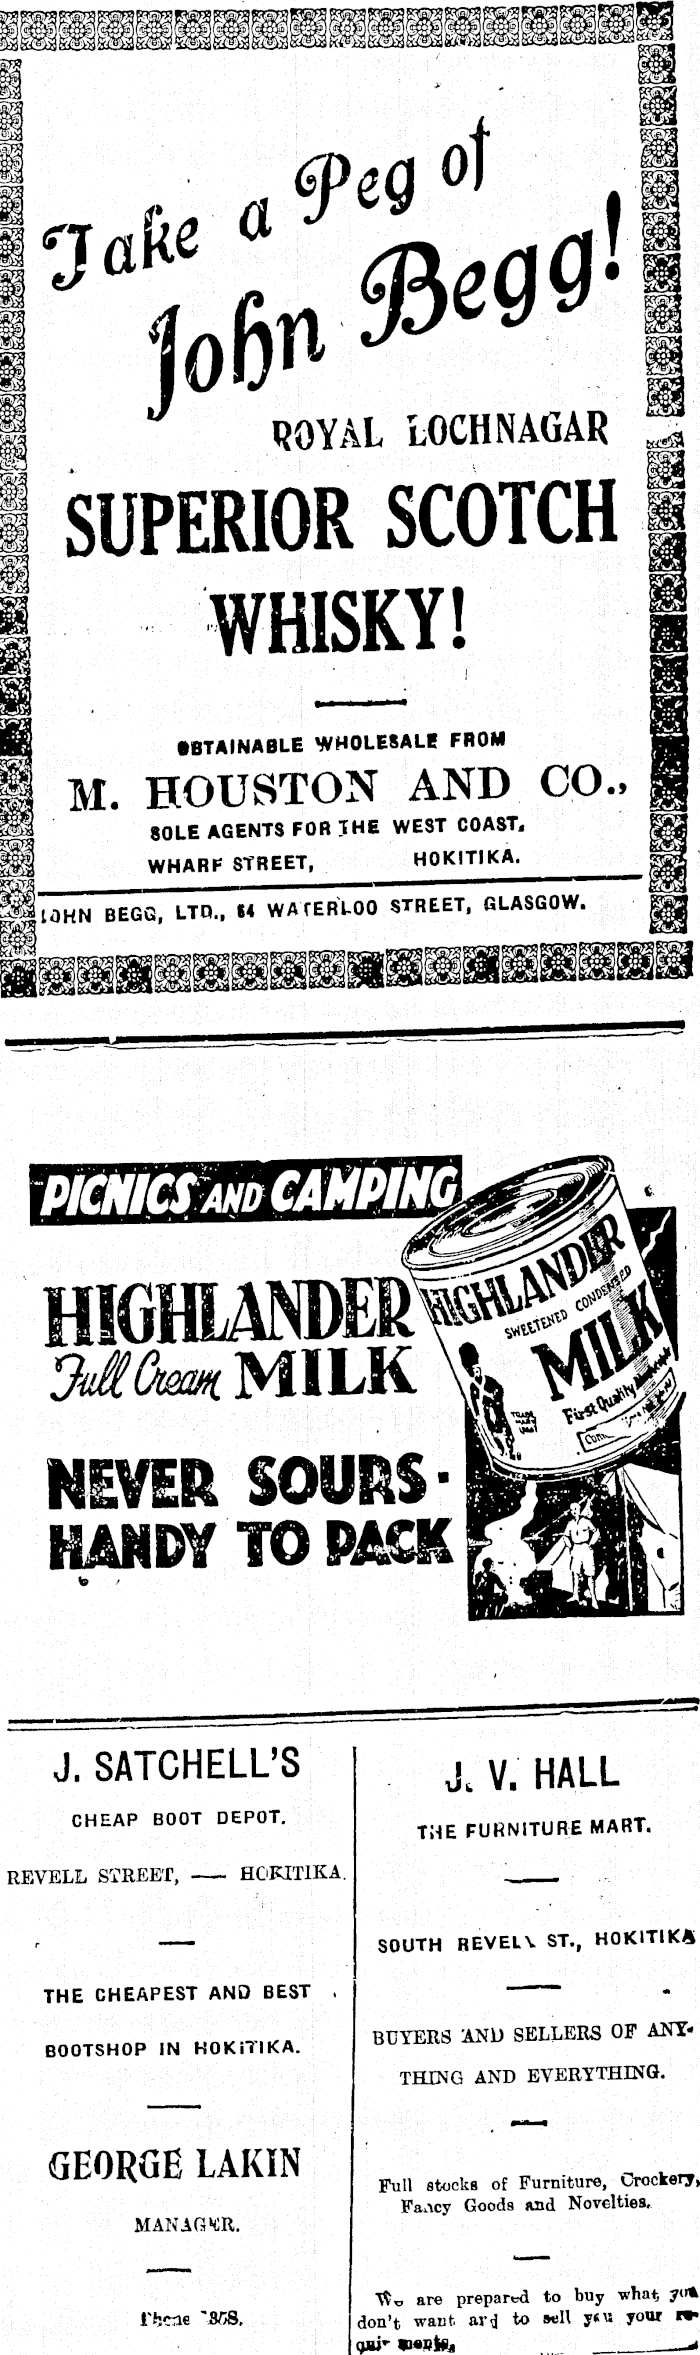 Take a Peg of
John Begg!
ROYAL LOCHNAGAR
SUPERIOR SCOTCH
WHISKY!
OBTAINABLE WHOLESALE FROM
M. HOUSTON AND CO.,
SOLE AGENTS FOR THE WEST COAST,
WHARF STREET, HOKITIKA.
JOHN BEGG, LTD., 64 WATERLOO STREET, GLASGOW.
PICNICS AND CAMPING
HIGHLANDER
Full Cream MILK
NEVER SOURS -
HANDY TO PACK
HIGHLANDER
SWEETENED CONDENSED
MILK
TRADE MARK
First Quality
J. SATCHELL'S
CHEAP BOOT DEPOT.
REVELL STREET, — HOKITIKA.
THE CHEAPEST AND BEST
BOOTSHOP IN HOKITIKA.
GEORGE LAKIN
MANAGER.
Phone
J. V. HALL
THE FURNITURE MART.
SOUTH REVELL ST., HOKITIKA
BUYERS AND SELLERS OF ANY-
THING AND EVERYTHING.
Full stocks of Furniture, Crockery,
Fancy Goods and Novelties.
We are prepared to buy what you
don't want and to sell you your re-
quirements.